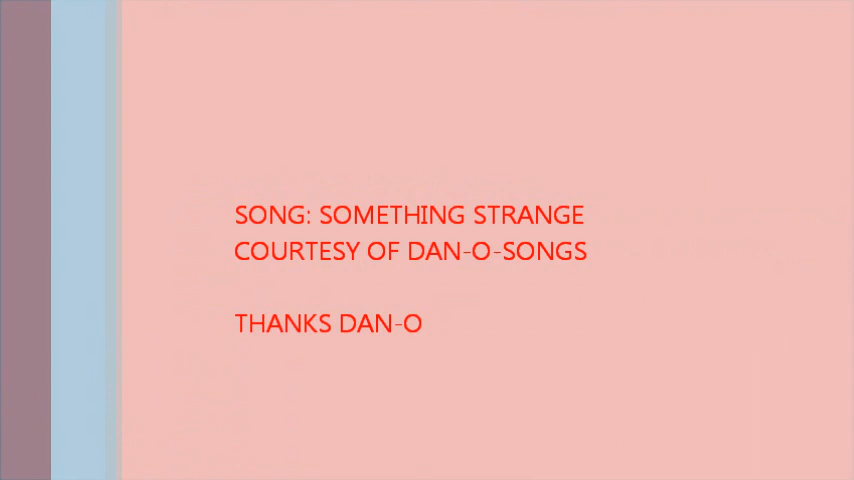 SONG: SOMETHING STRANGE
COURTESY OF DAN-O-SONGS
THANKS DAN-O